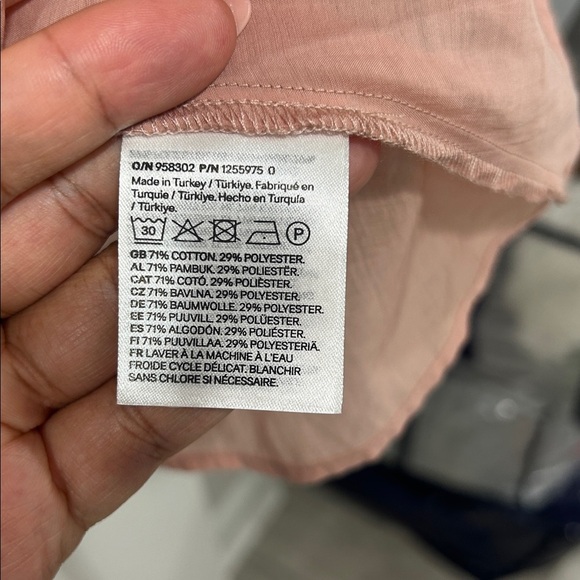 O/N 958302 P/N 1255975 0
Made in Turkey / Türkiye. Fabriqué en
Turquie / Türkiye. Hecho en Turquía
/ Türkiye.
30 P
GB 71% COTTON. 29% POLYESTER.
AL 71% PAMBUK. 29% POLIESTËR.
CAT 71% COTÓ. 29% POLIÈSTER.
CZ 71% BAVLNA. 29% POLYESTER.
DE 71% BAUMWOLLE. 29% POLYESTER.
EE 71% PUUVILL. 29% POLÜESTER.
ES 71% ALGODÓN. 29% POLIÉSTER.
FI 71% PUUVILLAA. 29% POLYESTERIÄ.
FR LAVER À LA MACHINE À L'EAU
FROIDE CYCLE DÉLICAT. BLANCHIR
SANS CHLORE SI NÉCESSAIRE.